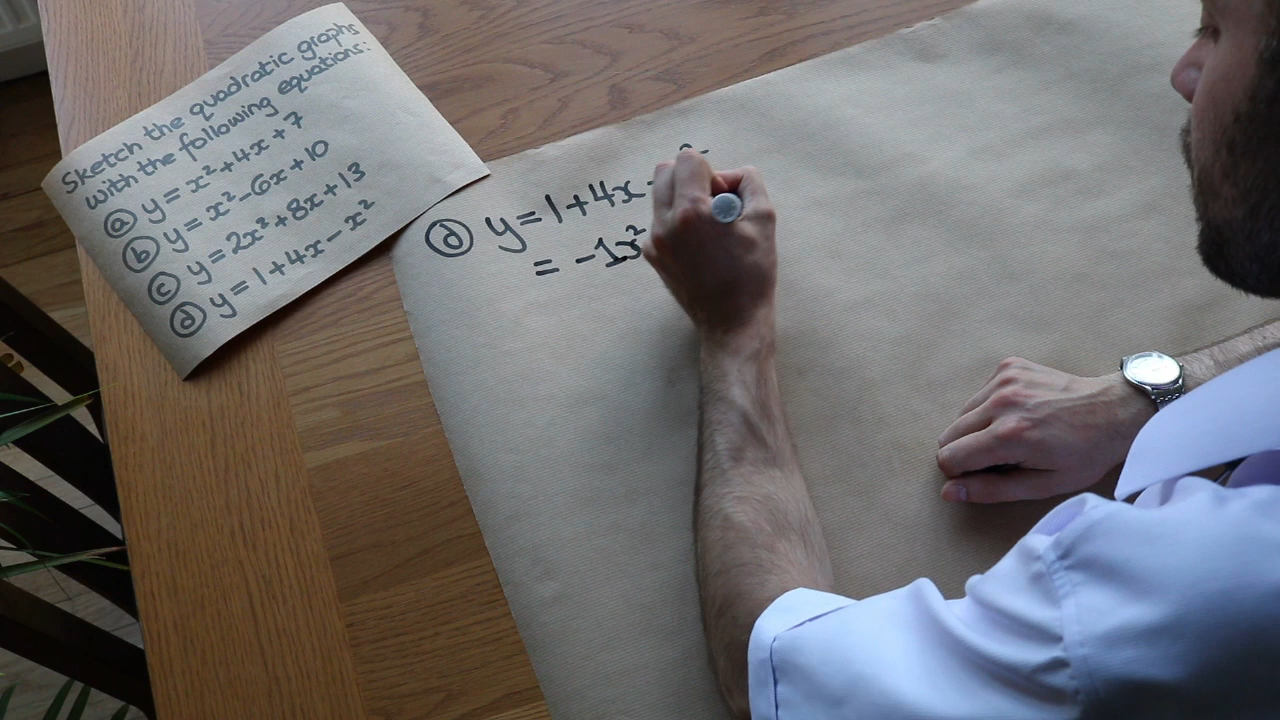 Sketch the quadratic graphs
with the following equations:
ⓐ y = x² + 4x + 7
ⓑ y = x² - 6x + 10
ⓒ y = 2x² + 8x + 13
ⓓ y = 1 + 4x - x²
ⓓ y = 1 + 4x
= -1x²